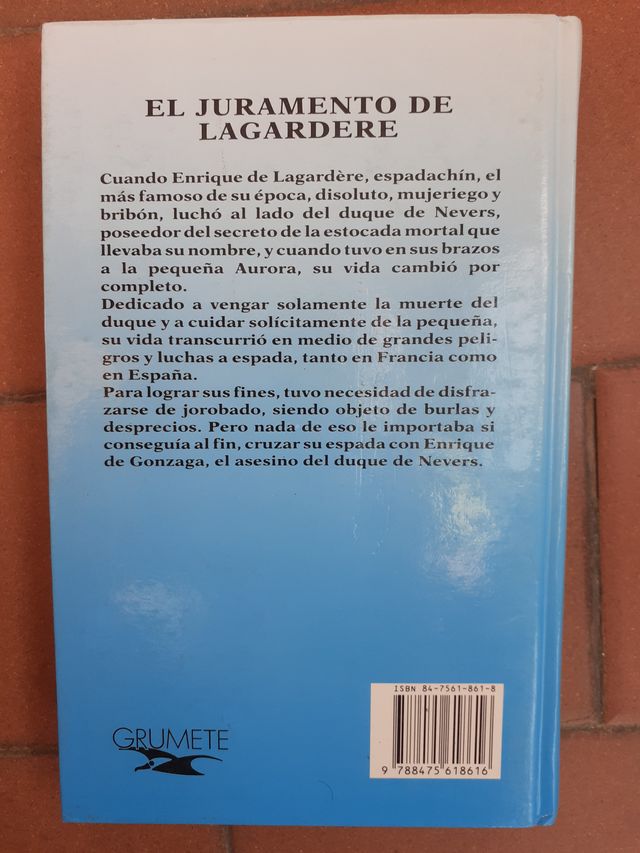 EL JURAMENTO DE
LAGARDERE
Cuando Enrique de Lagardère, espadachín, el
más famoso de su época, disoluto, mujeriego y
bribón, luchó al lado del duque de Nevers,
poseedor del secreto de la estocada mortal que
llevaba su nombre, y cuando tuvo en sus brazos
a la pequeña Aurora, su vida cambió por
completo.
Dedicado a vengar solamente la muerte del
duque y a cuidar solícitamente de la pequeña,
su vida transcurrió en medio de grandes peli-
gros y luchas a espada, tanto en Francia como
en España.
Para lograr sus fines, tuvo necesidad de disfra-
zarse de jorobado, siendo objeto de burlas y
desprecios. Pero nada de eso le importaba si
conseguía al fin, cruzar su espada con Enrique
de Gonzaga, el asesino del duque de Nevers.
GRUMETE
ISBN 84-7561-861-8
9 788475 618616